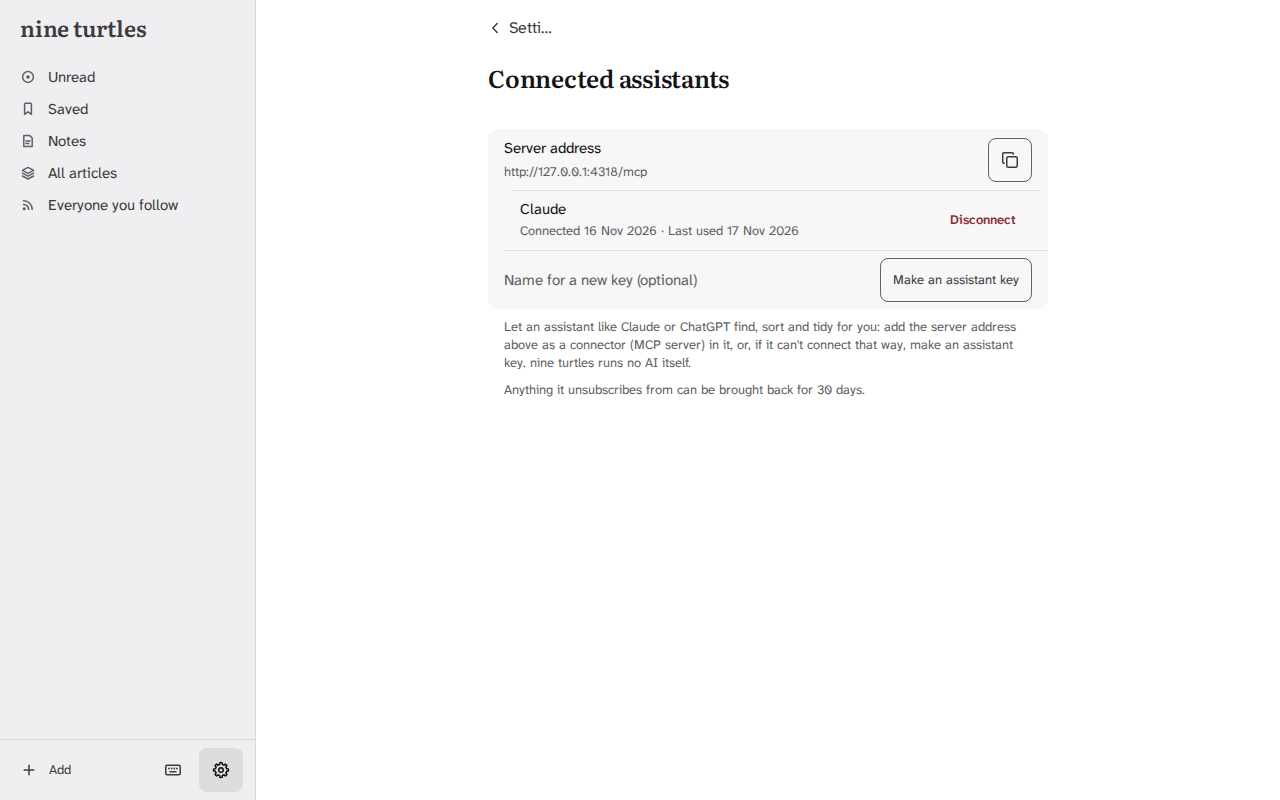 nine turtles
Unread
Saved
Notes
All articles
Everyone you follow
Add
Setti...
Connected assistants
Server address
http://127.0.0.1:4318/mcp
Claude
Connected 16 Nov 2026 · Last used 17 Nov 2026
Disconnect
Name for a new key (optional)
Make an assistant key
Let an assistant like Claude or ChatGPT find, sort and tidy for you: add the server address
above as a connector (MCP server) in it, or, if it can't connect that way, make an assistant
key. nine turtles runs no AI itself.
Anything it unsubscribes from can be brought back for 30 days.